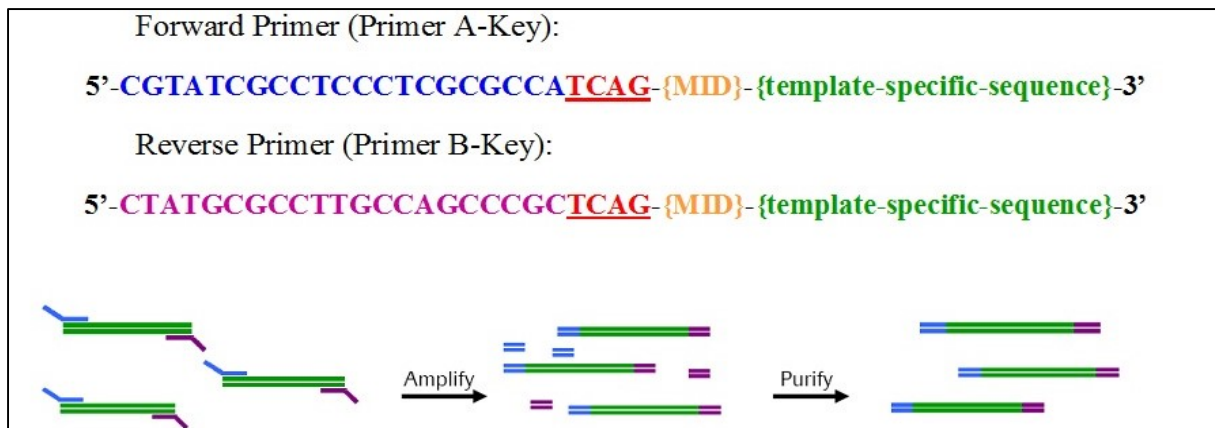 Forward Primer (Primer A-Key):
5’-CGTATCGCCTCCCTCGCGCCATCAG-{MID}-{template-specific-sequence}-3’
Reverse Primer (Primer B-Key):
5’-CTATGCGCCTTGCCAGCCCGCTCAG-{MID}-{template-specific-sequence}-3’
Amplify
Purify